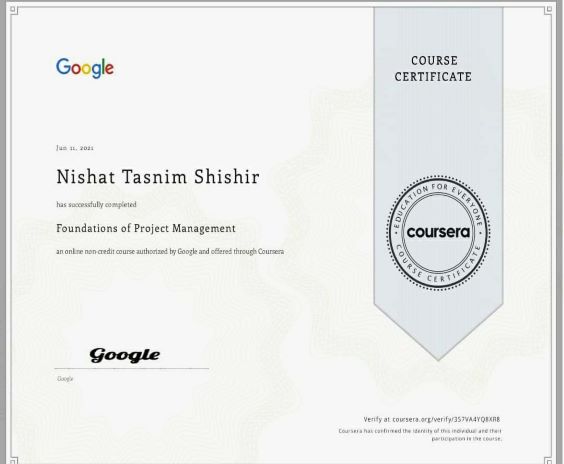 Google
COURSE
CERTIFICATE
Jun 11, 2021
Nishat Tasnim Shishir
has successfully completed
Foundations of Project Management
an online non-credit course authorized by Google and offered through Coursera
EDUCATION FOR EVERYONE
coursera
COURSE CERTIFICATE
Google
Google
Verify at coursera.org/verify/3S7VA4YQ8XR8
Coursera has confirmed the identity of this individual and their
participation in the course.